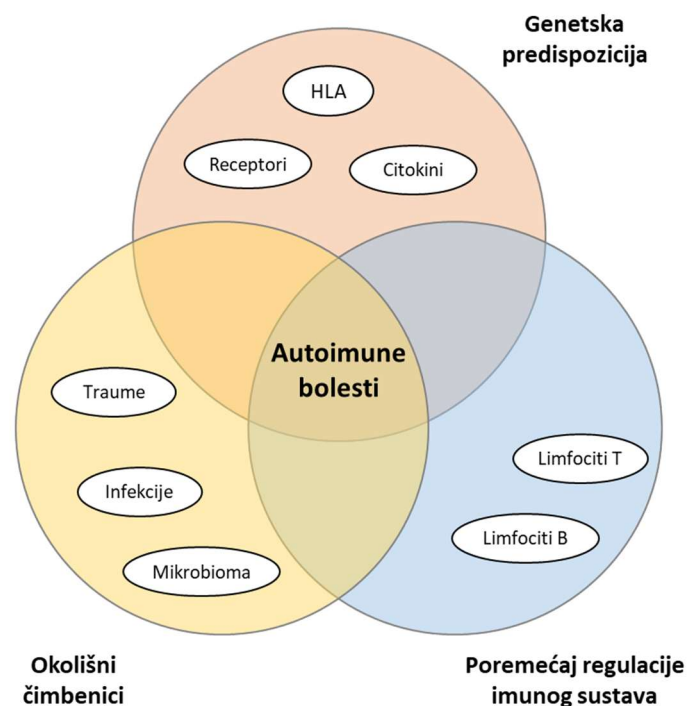 Genetska
predispozicija
HLA
Receptori
Citokini
Autoimune
bolesti
Traume
Infekcije
Mikrobioma
Limfociti T
Limfociti B
Okolišni
čimbenici
Poremećaj regulacije
imunog sustava